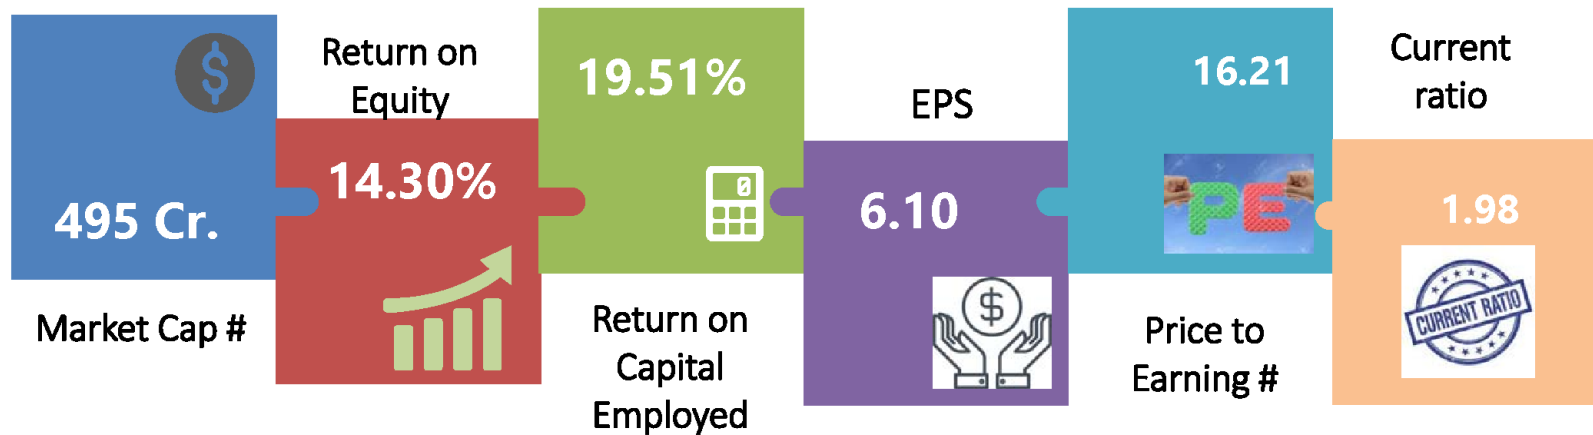 495 Cr.
Market Cap #
Return on
Equity
14.30%
19.51%
0
Return on
Capital
Employed
EPS
6.10
$
16.21
PE
Price to
Earning #
Current
ratio
1.98
CURRENT RATIO